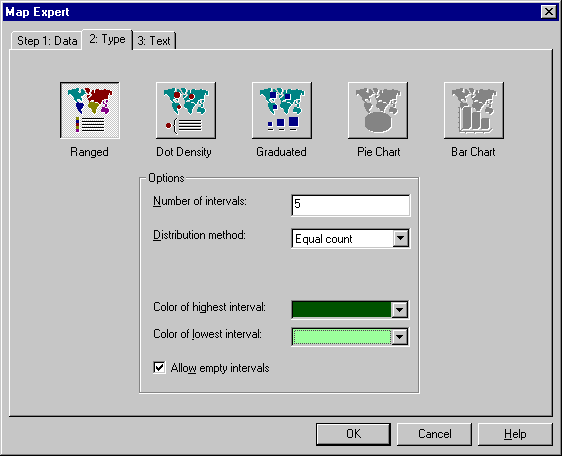 Map Expert
Step 1: Data 2: Type 3: Text
Ranged Dot Density Graduated Pie Chart Bar Chart
Options
Number of intervals: 5
Distribution method: Equal count
Color of highest interval:
Color of lowest interval:
Allow empty intervals
OK Cancel Help